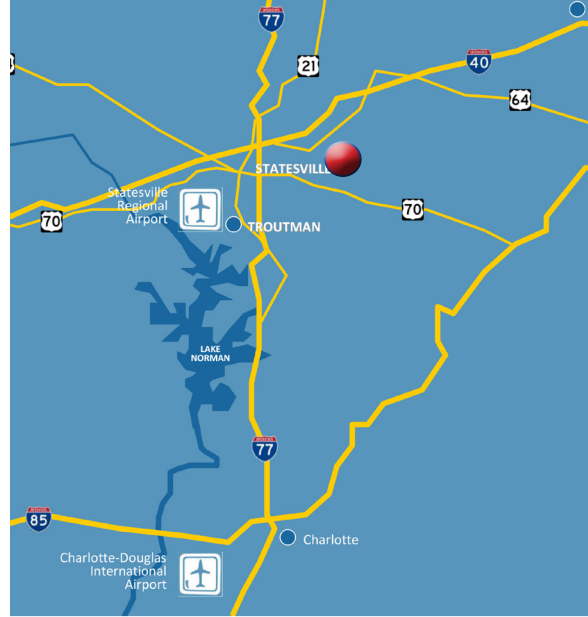 77
21
40
64
STATESVILLE
Statesville
Regional
Airport
70
70
TROUTMAN
LAKE
NORMAN
77
85
Charlotte
Charlotte-Douglas
International
Airport